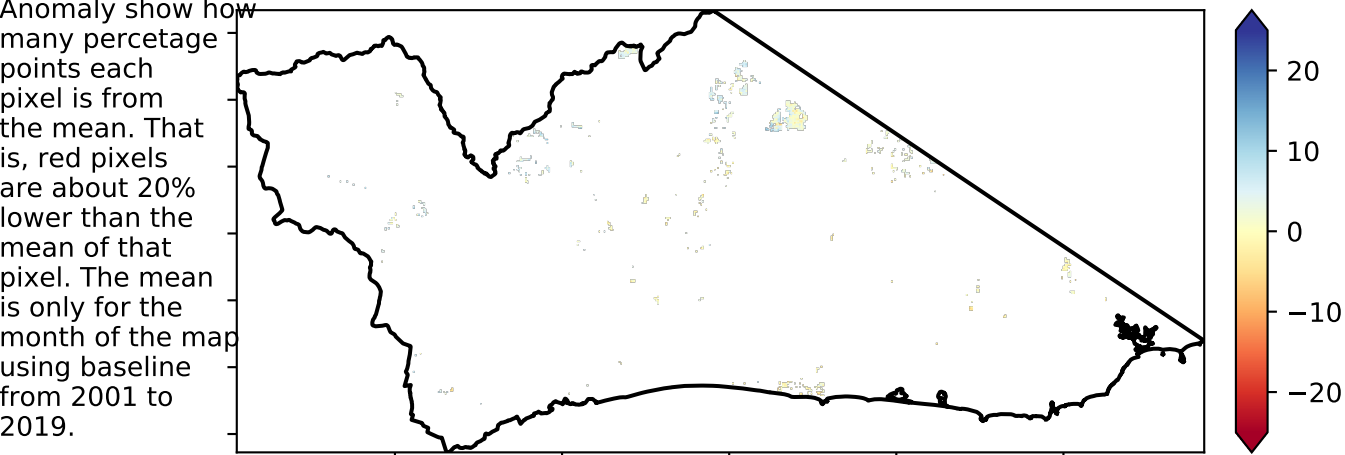 Anomaly show how
many percetage
points each
pixel is from
the mean. That
is, red pixels
are about 20%
lower than the
mean of that
pixel. The mean
is only for the
month of the map
using baseline
from 2001 to
2019.
20
10
0
−10
−20